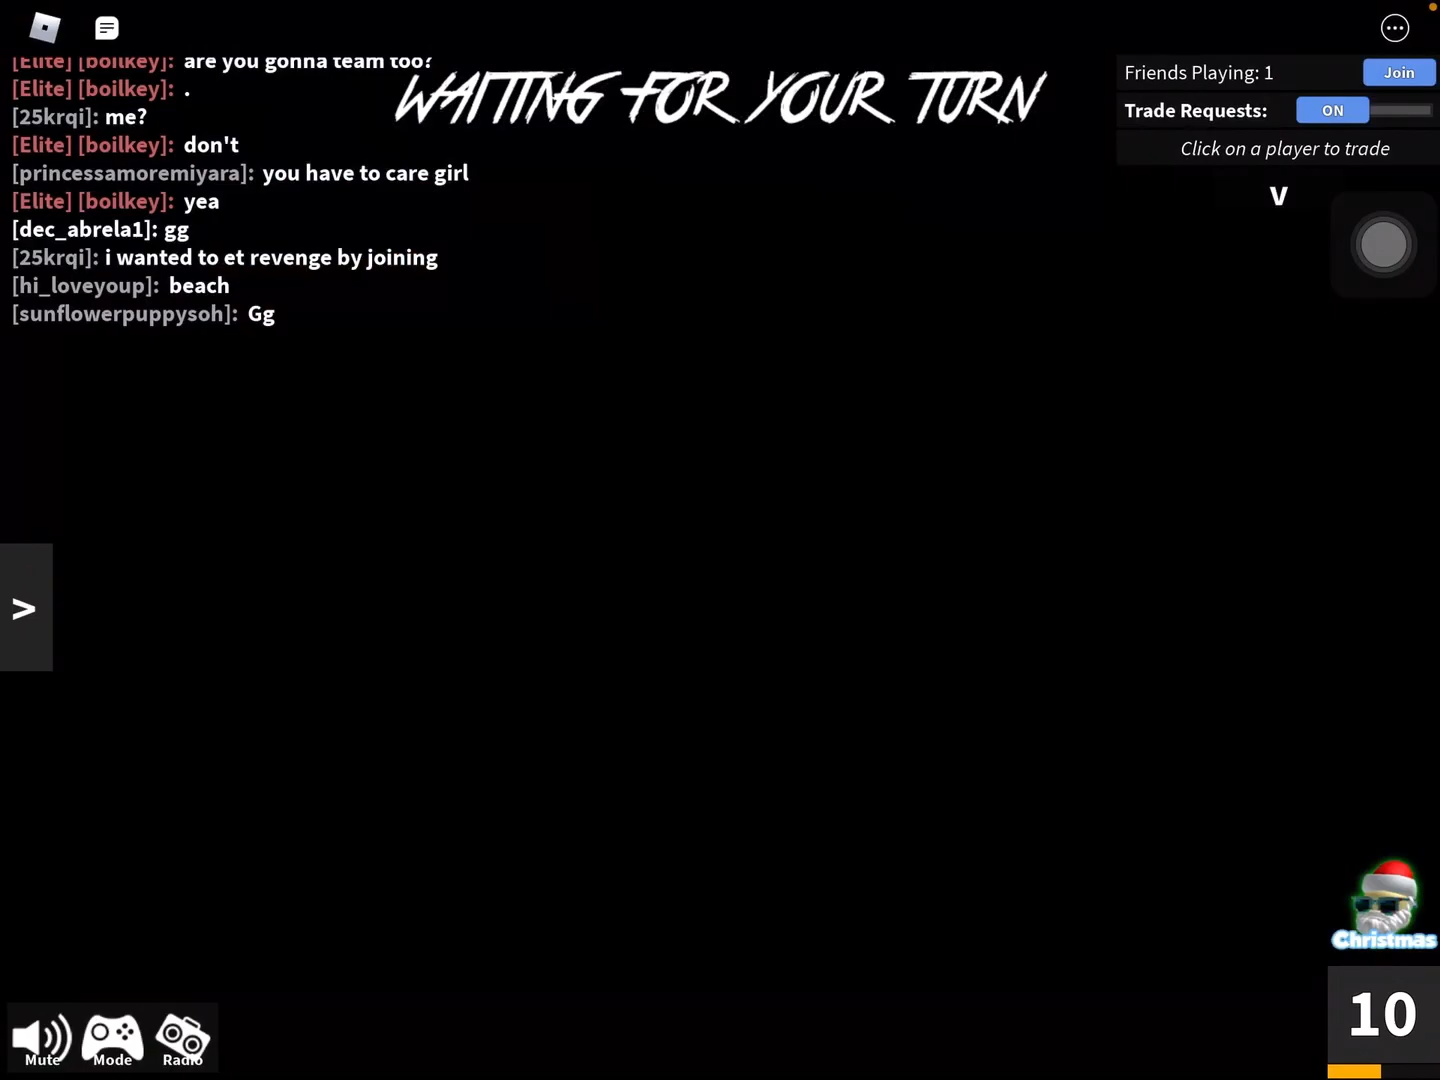 [Elite] [boilkey]: are you gonna team too?
[Elite] [boilkey]: .
[25krqi]: me?
[Elite] [boilkey]: don't
[princessamoremiyara]: you have to care girl
[Elite] [boilkey]: yea
[dec_abrela1]: gg
[25krqi]: i wanted to et revenge by joining
[hi_loveyoup]: beach
[sunflowerpuppysoh]: Gg
WAITING FOR YOUR TURN
Friends Playing: 1 Join
Trade Requests: ON
Click on a player to trade
v
>
Christmas
10
Mute Mode Radio